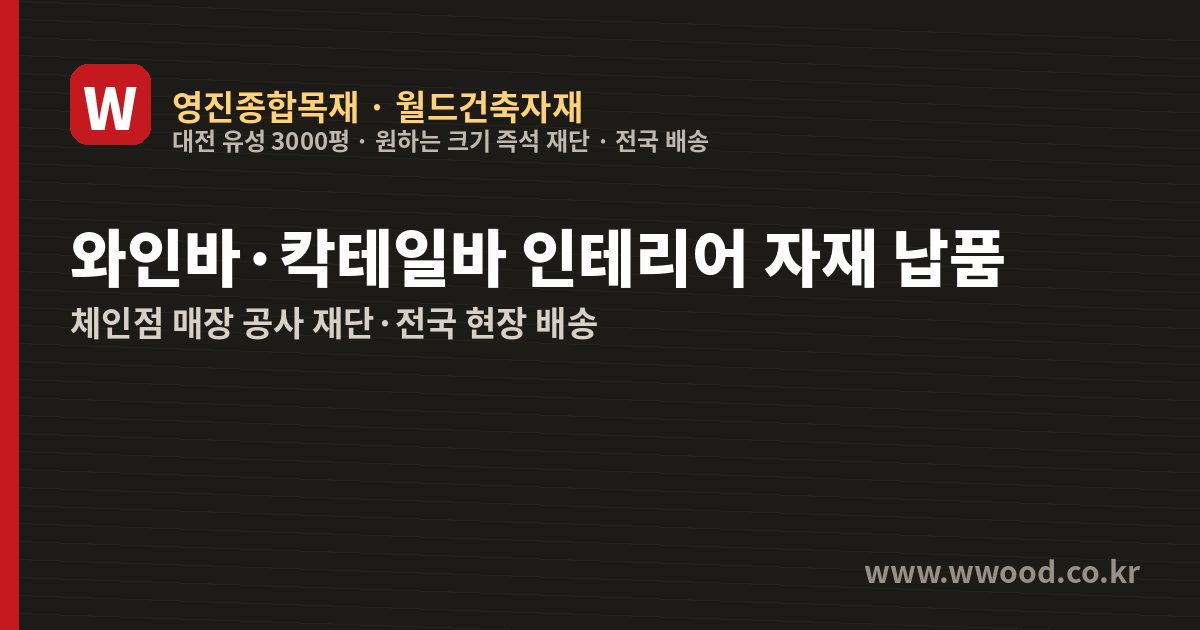 W
영진종합목재 · 월드건축자재
대전 유성 3000평 · 원하는 크기 즉석 재단 · 전국 배송
와인바·칵테일바 인테리어 자재 납품
체인점 매장 공사 재단·전국 현장 배송
www.wwood.co.kr